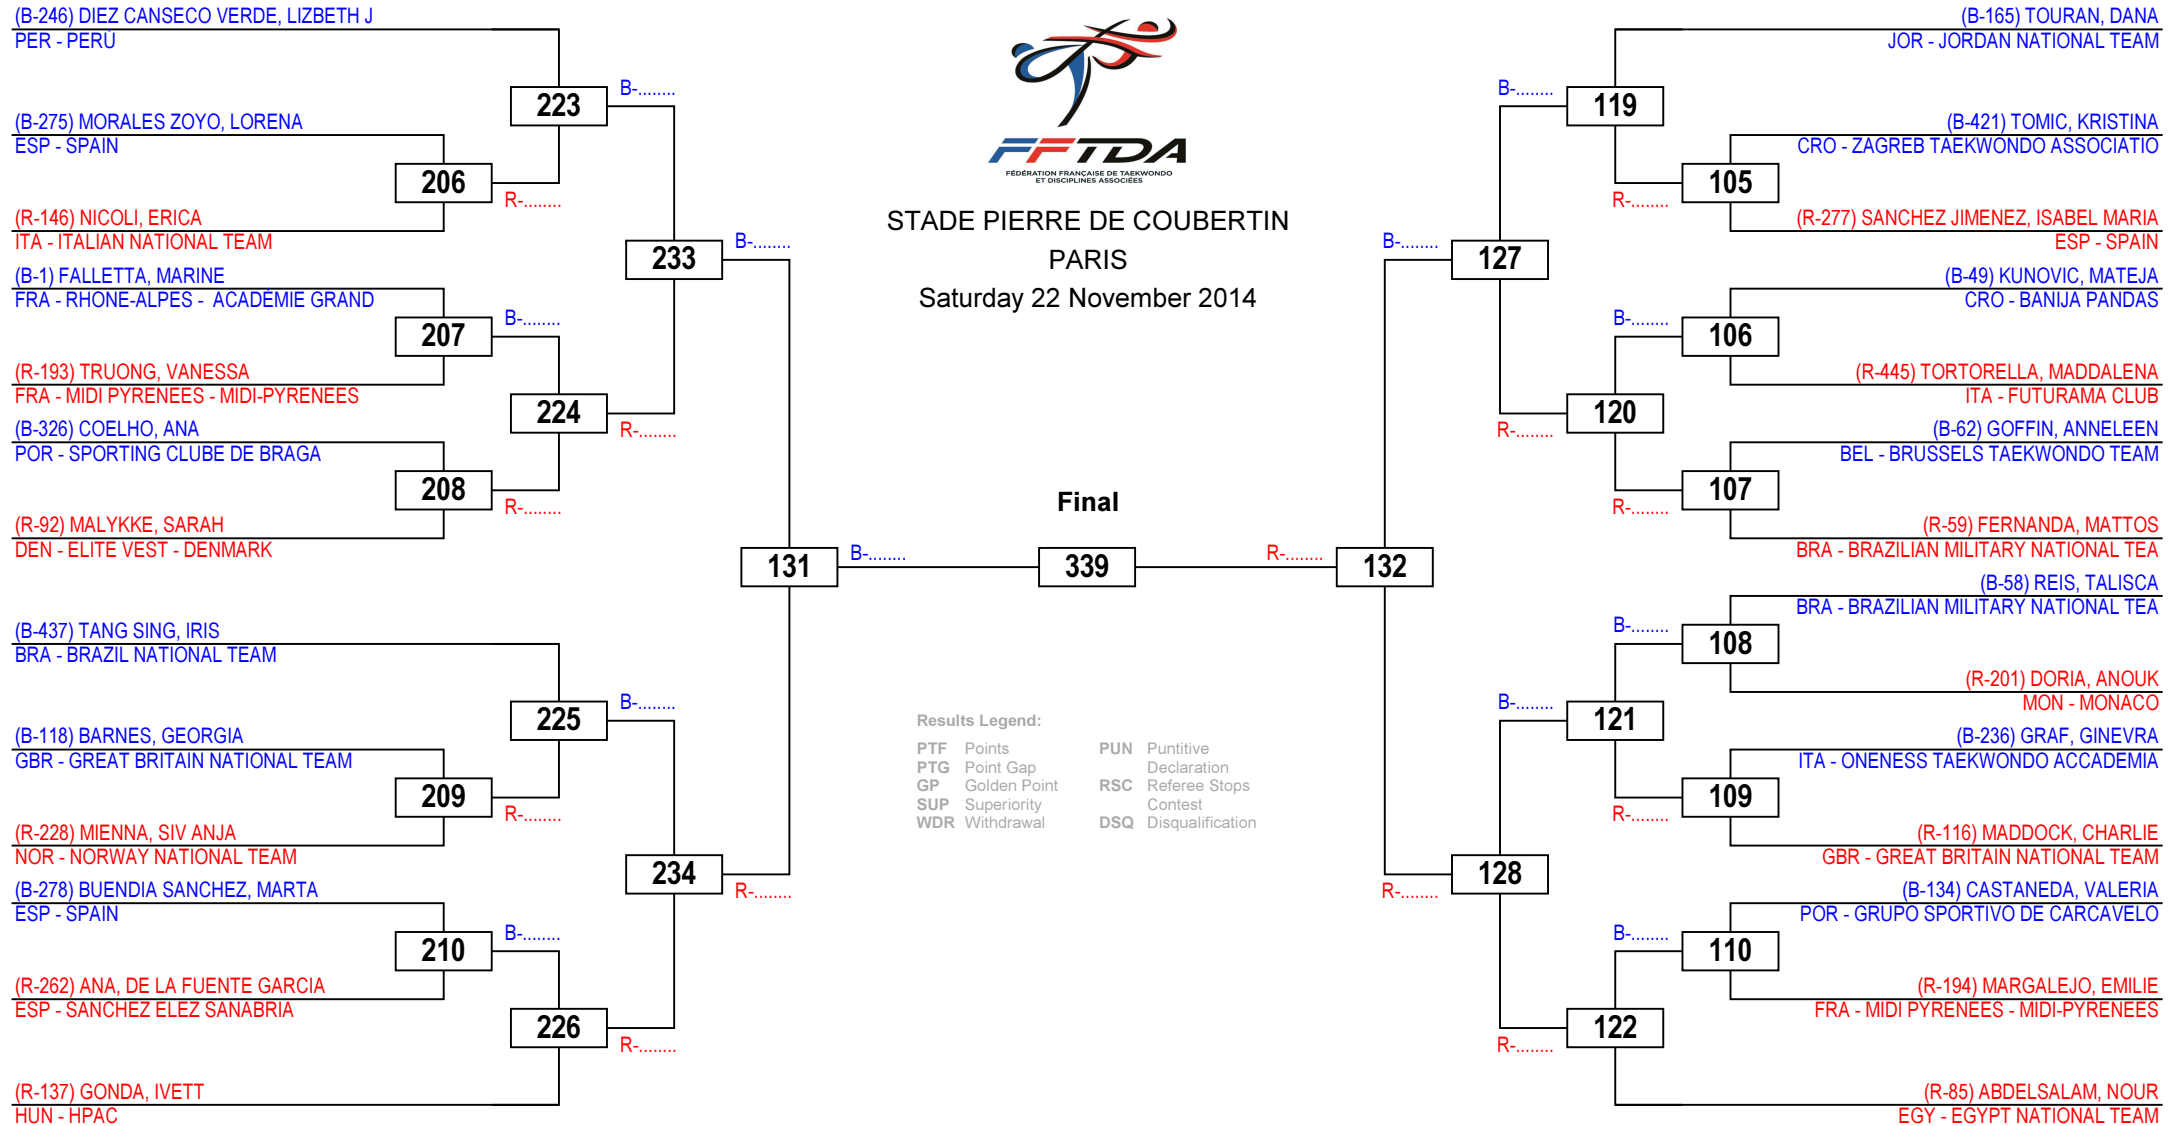 (B-246) DIEZ CANSECO VERDE, LIZBETH J
PER - PERÚ
223
B-........
(B-275) MORALES ZOYO, LORENA
ESP - SPAIN
206
R-........
(R-146) NICOLI, ERICA
ITA - ITALIAN NATIONAL TEAM
233
B-........
(B-1) FALLETTA, MARINE
FRA - RHONE-ALPES -  ACADÉMIE GRAND
207
B-........
(R-193) TRUONG, VANESSA
FRA - MIDI PYRENEES - MIDI-PYRENEES
224
R-........
(B-326) COELHO, ANA
POR - SPORTING CLUBE DE BRAGA
208
R-........
(R-92) MALYKKE, SARAH
DEN - ELITE VEST - DENMARK
131
B-........
(B-437) TANG SING, IRIS
BRA - BRAZIL NATIONAL TEAM
225
B-........
(B-118) BARNES, GEORGIA
GBR - GREAT BRITAIN NATIONAL TEAM
209
R-........
(R-228) MIENNA, SIV ANJA
NOR - NORWAY NATIONAL TEAM
234
R-........
(B-278) BUENDIA SANCHEZ, MARTA
ESP - SPAIN
210
B-........
(R-262) ANA, DE LA FUENTE GARCIA
ESP - SANCHEZ ELEZ SANABRIA
226
R-........
(R-137) GONDA, IVETT
HUN - HPAC
FFTDA
FÉDÉRATION FRANÇAISE DE TAEKWONDO
ET DISCIPLINES ASSOCIÉES
STADE PIERRE DE COUBERTIN
PARIS
Saturday 22 November 2014
Final
339
Results Legend:
PTF Points
PTG Point Gap
GP Golden Point
SUP Superiority
WDR Withdrawal
PUN Puntitive
Declaration
RSC Referee Stops
Contest
DSQ Disqualification
(B-165) TOURAN, DANA
JOR - JORDAN NATIONAL TEAM
B-........
119
(B-421) TOMIC, KRISTINA
CRO - ZAGREB TAEKWONDO ASSOCIATIO
R-........
105
(R-277) SANCHEZ JIMENEZ, ISABEL MARIA
ESP - SPAIN
B-........
127
(B-49) KUNOVIC, MATEJA
CRO - BANIJA PANDAS
B-........
106
(R-445) TORTORELLA, MADDALENA
ITA - FUTURAMA CLUB
R-........
120
(B-62) GOFFIN, ANNELEEN
BEL - BRUSSELS TAEKWONDO TEAM
R-........
107
(R-59) FERNANDA, MATTOS
BRA - BRAZILIAN MILITARY NATIONAL TEA
R-........
132
(B-58) REIS, TALISCA
BRA - BRAZILIAN MILITARY NATIONAL TEA
B-........
108
(R-201) DORIA, ANOUK
MON - MONACO
B-........
121
(B-236) GRAF, GINEVRA
ITA - ONENESS TAEKWONDO ACCADEMIA
R-........
109
(R-116) MADDOCK, CHARLIE
GBR - GREAT BRITAIN NATIONAL TEAM
R-........
128
(B-134) CASTANEDA, VALERIA
POR - GRUPO SPORTIVO DE CARCAVELO
B-........
110
(R-194) MARGALEJO, EMILIE
FRA - MIDI PYRENEES - MIDI-PYRENEES
R-........
122
(R-85) ABDELSALAM, NOUR
EGY - EGYPT NATIONAL TEAM